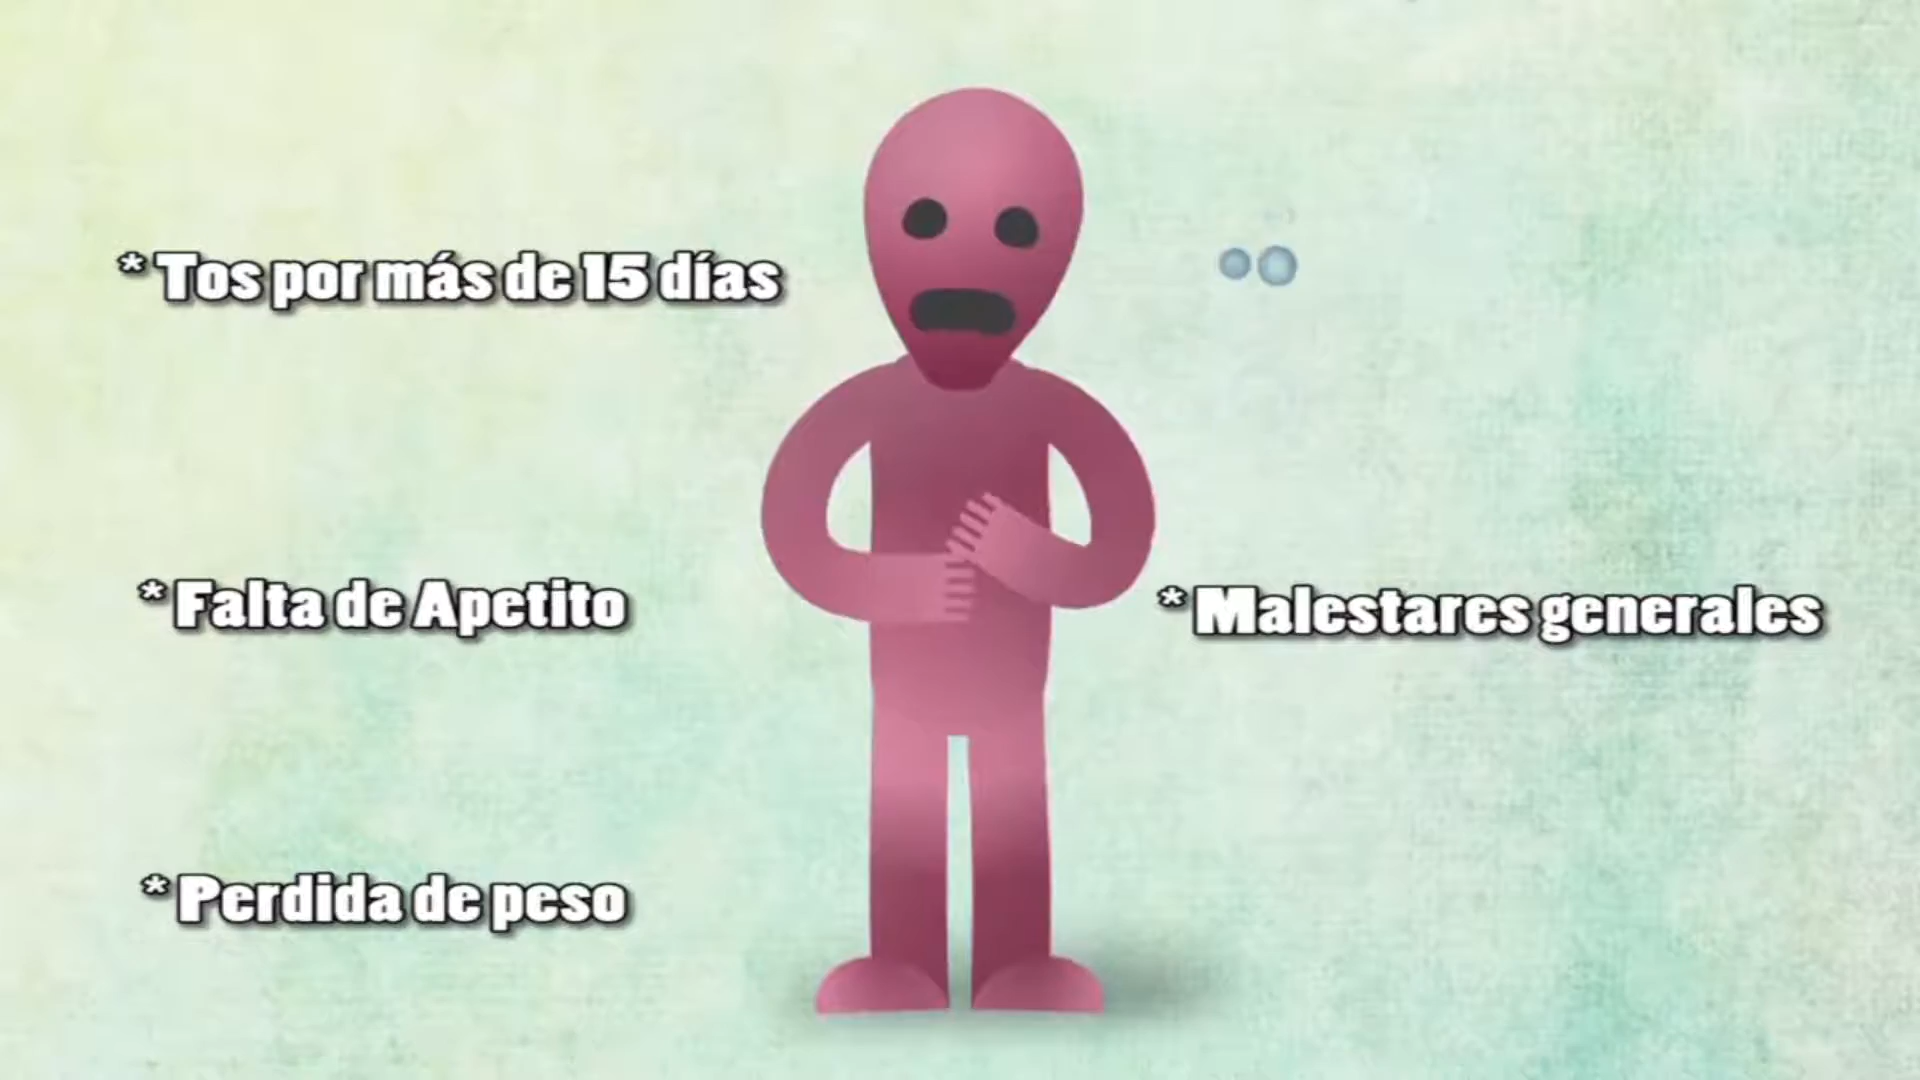 * Tos por más de 15 días
* Falta de Apetito
* Malestares generales
* Perdida de peso